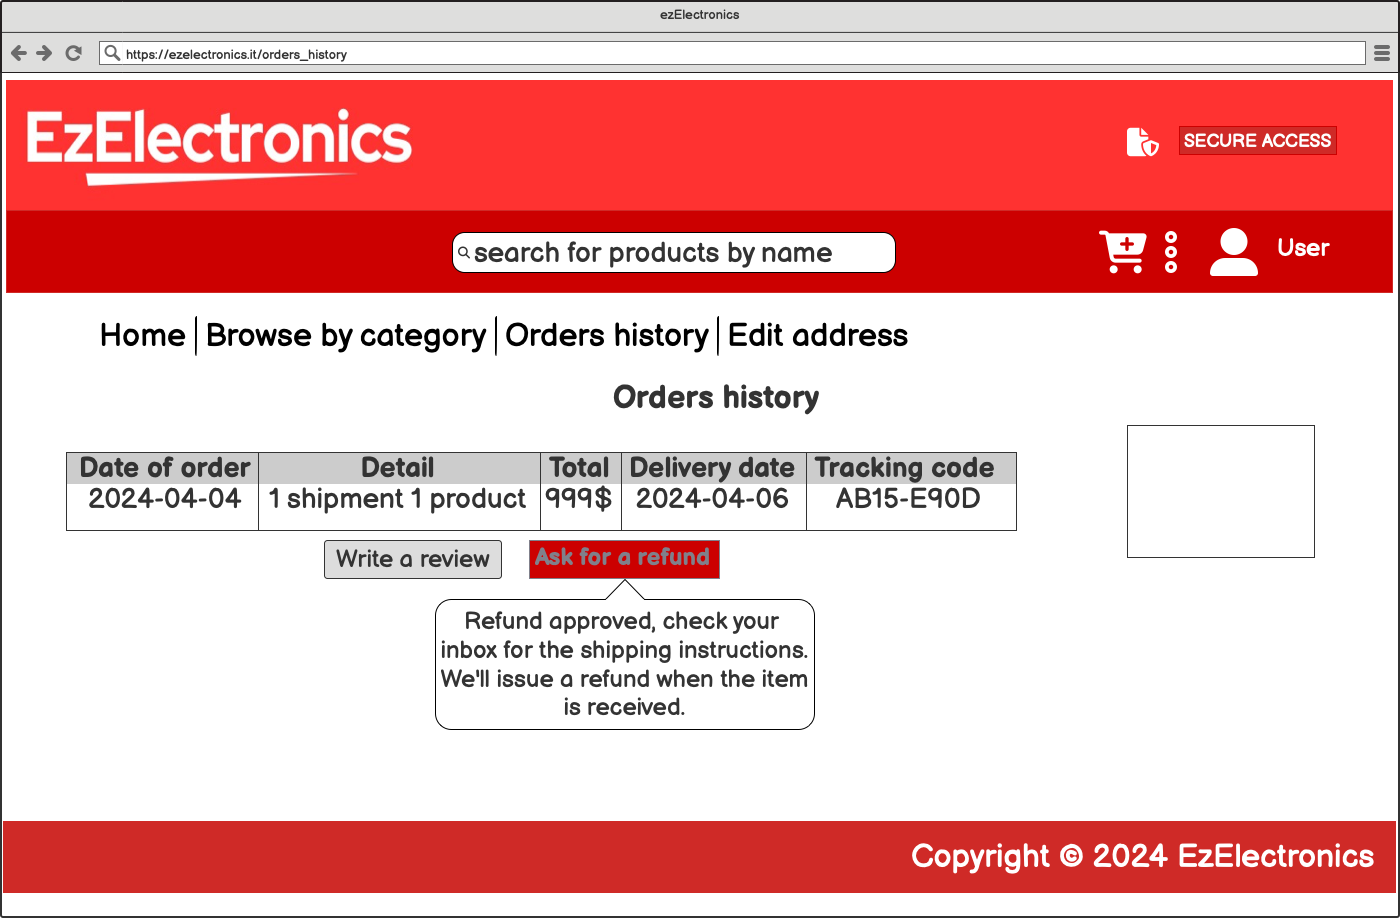 ezElectronics
https://ezelectronics.it/orders_history
EzElectronics
SECURE ACCESS
search for products by name
User
Home Browse by category Orders history Edit address
Orders history
Date of order Detail Total Delivery date Tracking code
2024-04-04 1 shipment 1 product 999$ 2024-04-06 AB15-E90D
Write a review Ask for a refund
Refund approved, check your
inbox for the shipping instructions.
We'll issue a refund when the item
is received.
Copyright © 2024 EzElectronics